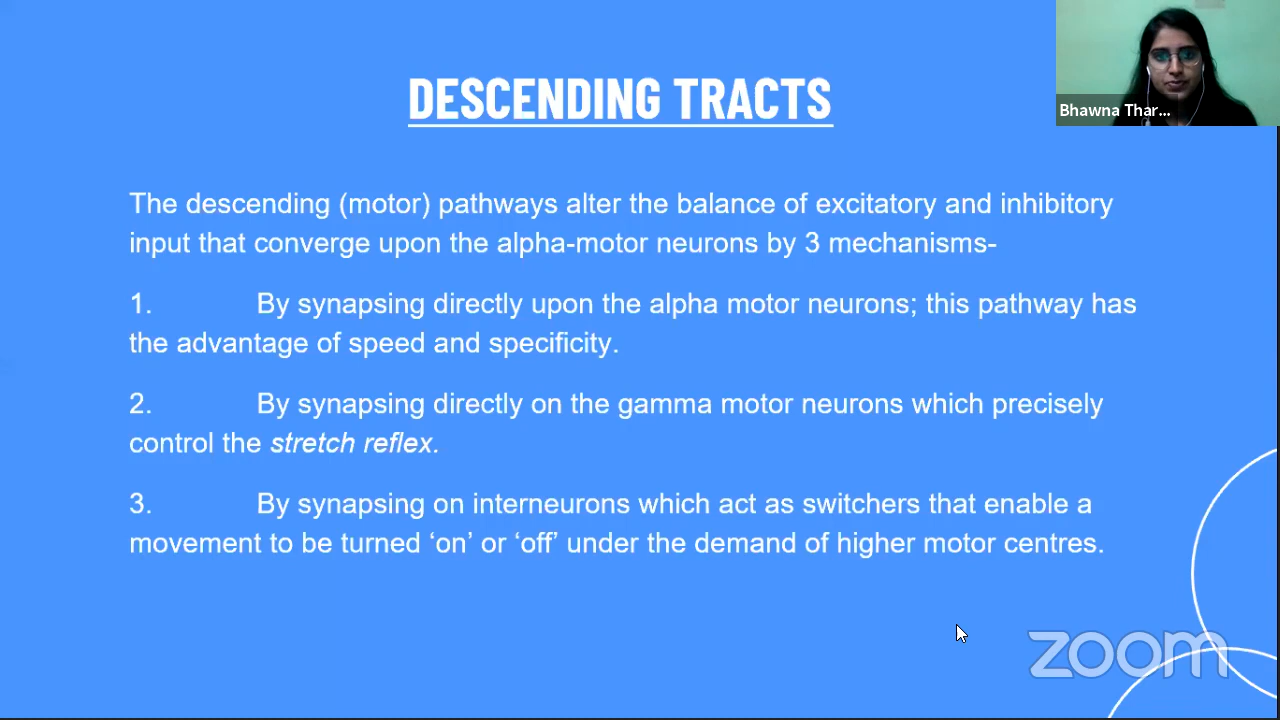 DESCENDING TRACTS
Bhawna Thar...
The descending (motor) pathways alter the balance of excitatory and inhibitory
input that converge upon the alpha-motor neurons by 3 mechanisms-
1. By synapsing directly upon the alpha motor neurons; this pathway has
the advantage of speed and specificity.
2. By synapsing directly on the gamma motor neurons which precisely
control the stretch reflex.
3. By synapsing on interneurons which act as switchers that enable a
movement to be turned ‘on’ or ‘off’ under the demand of higher motor centres.
zoom